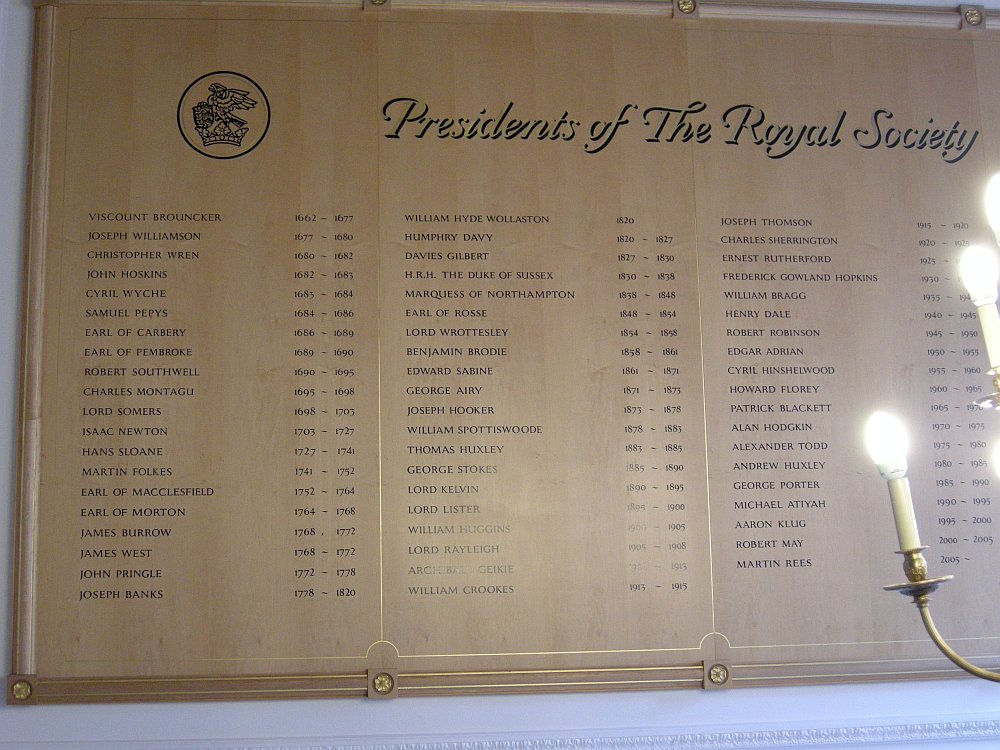 Presidents of The Royal Society
VISCOUNT BROUNCKER 1662 ~ 1677
JOSEPH WILLIAMSON 1677 ~ 1680
CHRISTOPHER WREN 1680 ~ 1682
JOHN HOSKINS 1682 ~ 1683
CYRIL WYCHE 1683 ~ 1684
SAMUEL PEPYS 1684 ~ 1686
EARL OF CARBERY 1686 ~ 1689
EARL OF PEMBROKE 1689 ~ 1690
ROBERT SOUTHWELL 1690 ~ 1695
CHARLES MONTAGU 1695 ~ 1698
LORD SOMERS 1698 ~ 1703
ISAAC NEWTON 1703 ~ 1727
HANS SLOANE 1727 ~ 1741
MARTIN FOLKES 1741 ~ 1752
EARL OF MACCLESFIELD 1752 ~ 1764
EARL OF MORTON 1764 ~ 1768
JAMES BURROW 1768 , 1772
JAMES WEST 1768 ~ 1772
JOHN PRINGLE 1772 ~ 1778
JOSEPH BANKS 1778 ~ 1820
WILLIAM HYDE WOLLASTON 1820
HUMPHRY DAVY 1820 ~ 1827
DAVIES GILBERT 1827 ~ 1830
H.R.H. THE DUKE OF SUSSEX 1830 ~ 1838
MARQUESS OF NORTHAMPTON 1838 ~ 1848
EARL OF ROSSE 1848 ~ 1854
LORD WROTTESLEY 1854 ~ 1858
BENJAMIN BRODIE 1858 ~ 1861
EDWARD SABINE 1861 ~ 1871
GEORGE AIRY 1871 ~ 1873
JOSEPH HOOKER 1873 ~ 1878
WILLIAM SPOTTISWOODE 1878 ~ 1883
THOMAS HUXLEY 1883 ~ 1885
GEORGE STOKES 1885 ~ 1890
LORD KELVIN 1890 ~ 1895
LORD LISTER 1895 ~ 1900
WILLIAM HUGGINS 1900 ~ 1905
LORD RAYLEIGH 1905 ~ 1908
GEIKIE ~ 1913
WILLIAM CROOKES 1913 ~ 1915
JOSEPH THOMSON 1915 ~ 1920
CHARLES SHERRINGTON 1920 ~ 1925
ERNEST RUTHERFORD 1925 ~
FREDERICK GOWLAND HOPKINS 1930 ~
WILLIAM BRAGG 1935 ~
HENRY DALE 1940 ~ 1945
ROBERT ROBINSON 1945 ~ 1950
EDGAR ADRIAN 1950 ~ 1955
CYRIL HINSHELWOOD 1955 ~ 1960
HOWARD FLOREY 1960 ~ 1965
PATRICK BLACKETT 1965 ~ 1970
ALAN HODGKIN 1970 ~ 1975
ALEXANDER TODD 1975 ~ 1980
ANDREW HUXLEY 1980 ~ 1985
GEORGE PORTER 1985 ~ 1990
MICHAEL ATIYAH 1990 ~ 1995
AARON KLUG 1995 ~ 2000
ROBERT MAY 2000 ~ 2005
MARTIN REES 2005 ~